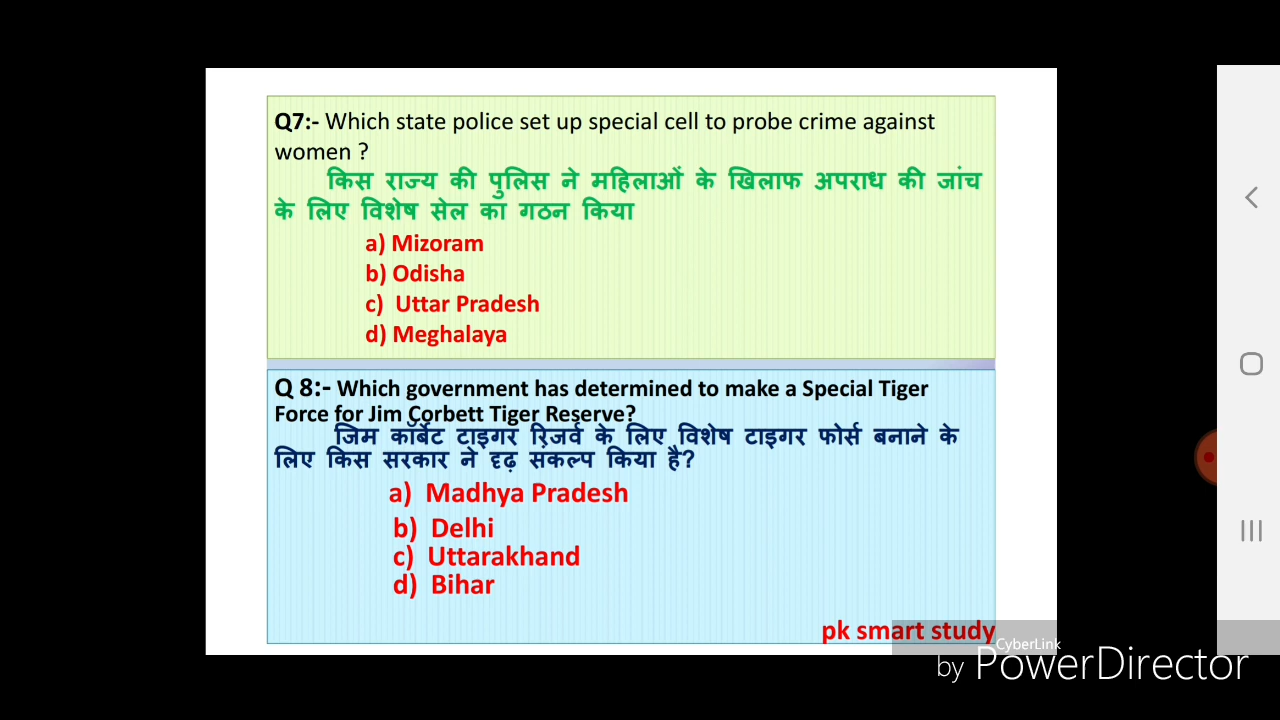 Q7:- Which state police set up special cell to probe crime against
women ?
किस राज्य की पुलिस ने महिलाओं के खिलाफ अपराध की जांच
के लिए विशेष सेल का गठन किया
a) Mizoram
b) Odisha
c) Uttar Pradesh
d) Meghalaya
Q 8:- Which government has determined to make a Special Tiger
Force for Jim Corbett Tiger Reserve?
जिम कॉर्बेट टाइगर रिज़र्व के लिए विशेष टाइगर फोर्स बनाने के
लिए किस सरकार ने दृढ़ संकल्प किया है?
a) Madhya Pradesh
b) Delhi
c) Uttarakhand
d) Bihar
pk smart study
CyberLink
by PowerDirector